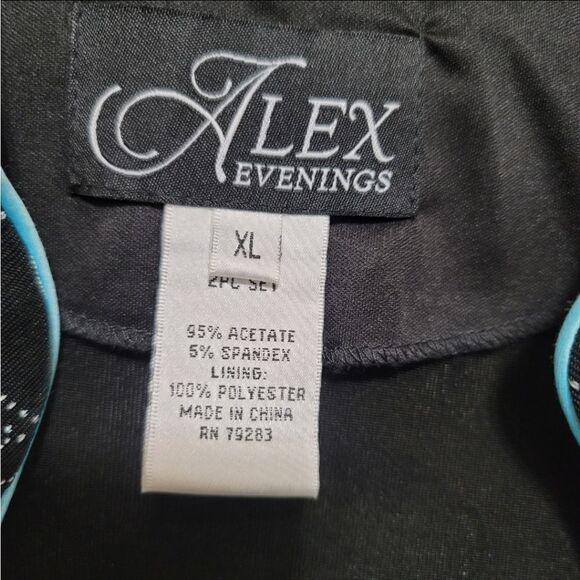 ALEX
EVENINGS
XL
2PC SET
95% ACETATE
5% SPANDEX
LINING:
100% POLYESTER
MADE IN CHINA
RN 79283